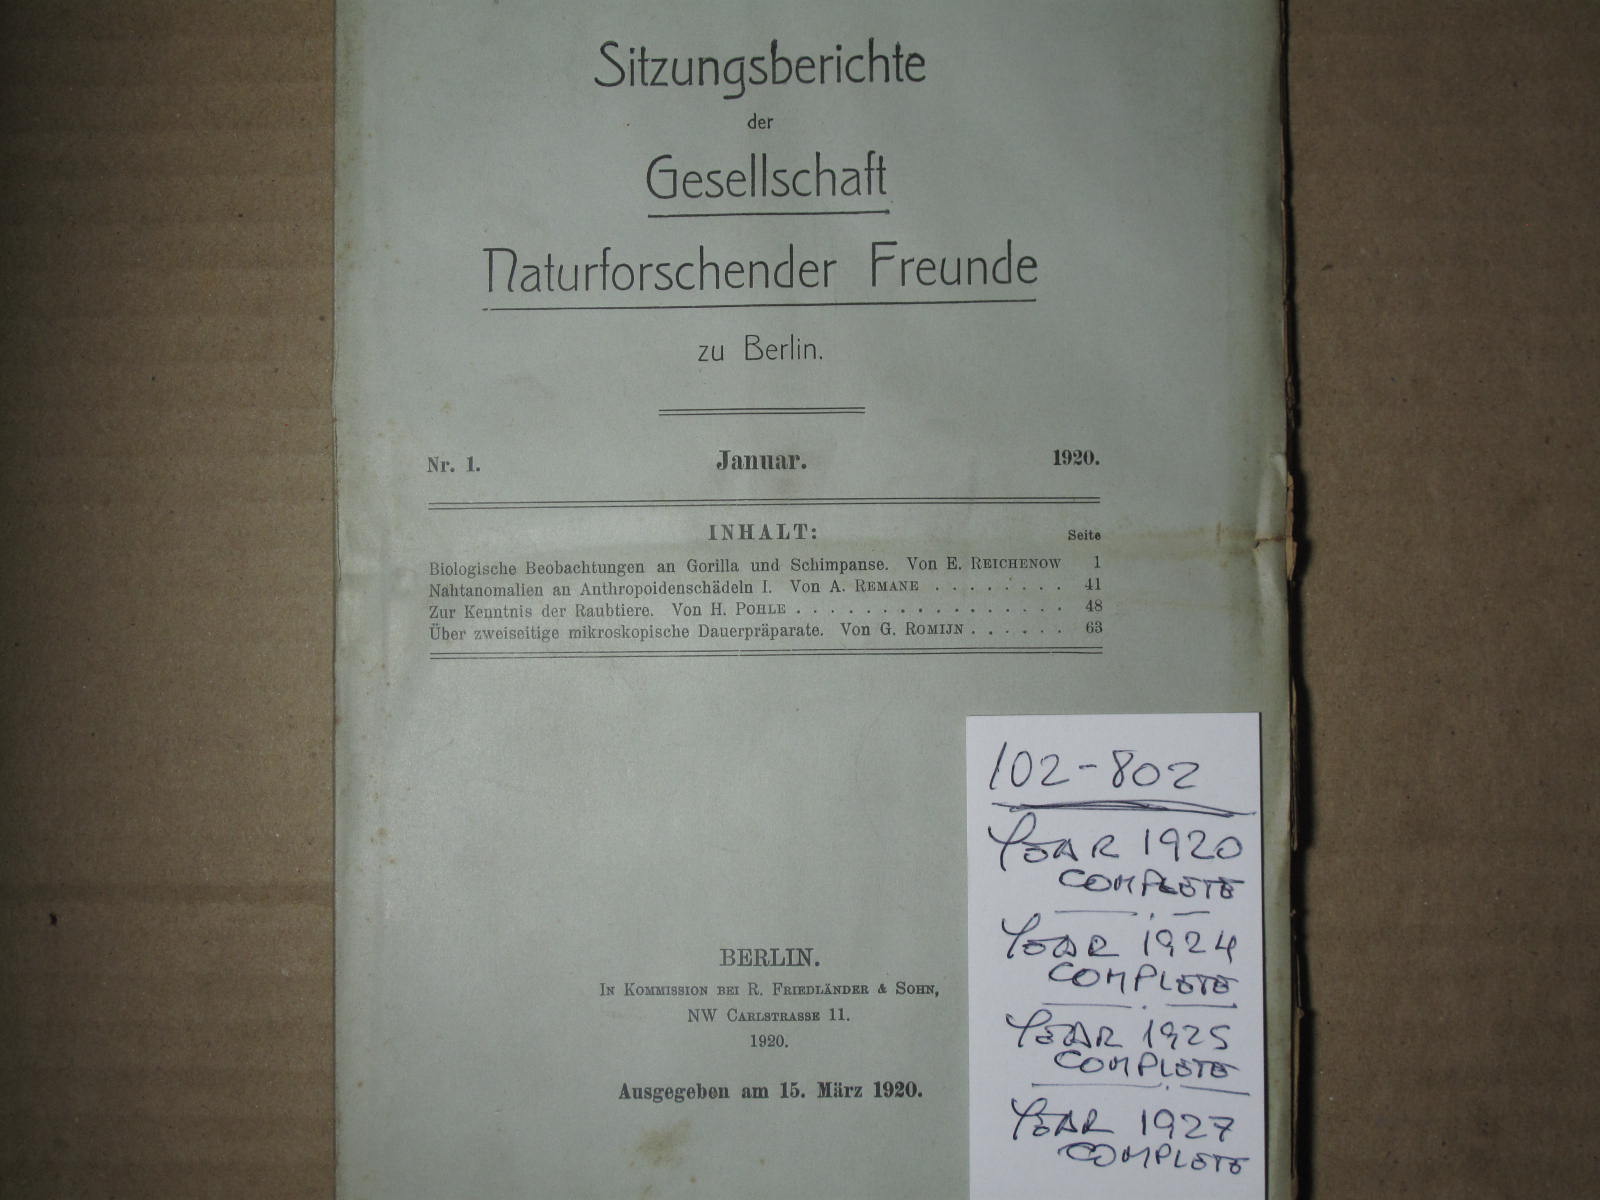 Sitzungsberichte
der
Gesellschaft
Naturforschender Freunde
zu Berlin.
Nr. 1. Januar. 1920.
INHALT: Seite
Biologische Beobachtungen an Gorilla und Schimpanse. Von E. REICHENOW 1
Nahtanomalien an Anthropoidenschädeln I. Von A. REMANE . . . . . . . . 41
Zur Kenntnis der Raubtiere. Von H. POHLE . . . . . . . . . . . . . . . . 48
Über zweiseitige mikroskopische Dauerpräparate. Von G. ROMIJN . . . . . . 63
BERLIN.
IN KOMMISSION BEI R. FRIEDLÄNDER & SOHN,
NW CARLSTRASSE 11.
1920.
Ausgegeben am 15. März 1920.
102-802
YEAR 1920
COMPLETE
YEAR 1924
COMPLETE
YEAR 1925
COMPLETE
YEAR 1927
COMPLETE